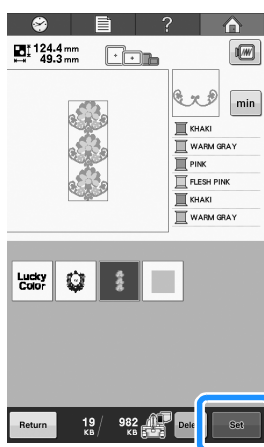 ?
124.4 mm
49.3 mm
min
KHAKI
WARM GRAY
PINK
FLESH PINK
KHAKI
WARM GRAY
Lucky
Color
Return
19 KB / 982 KB
Dele
Set